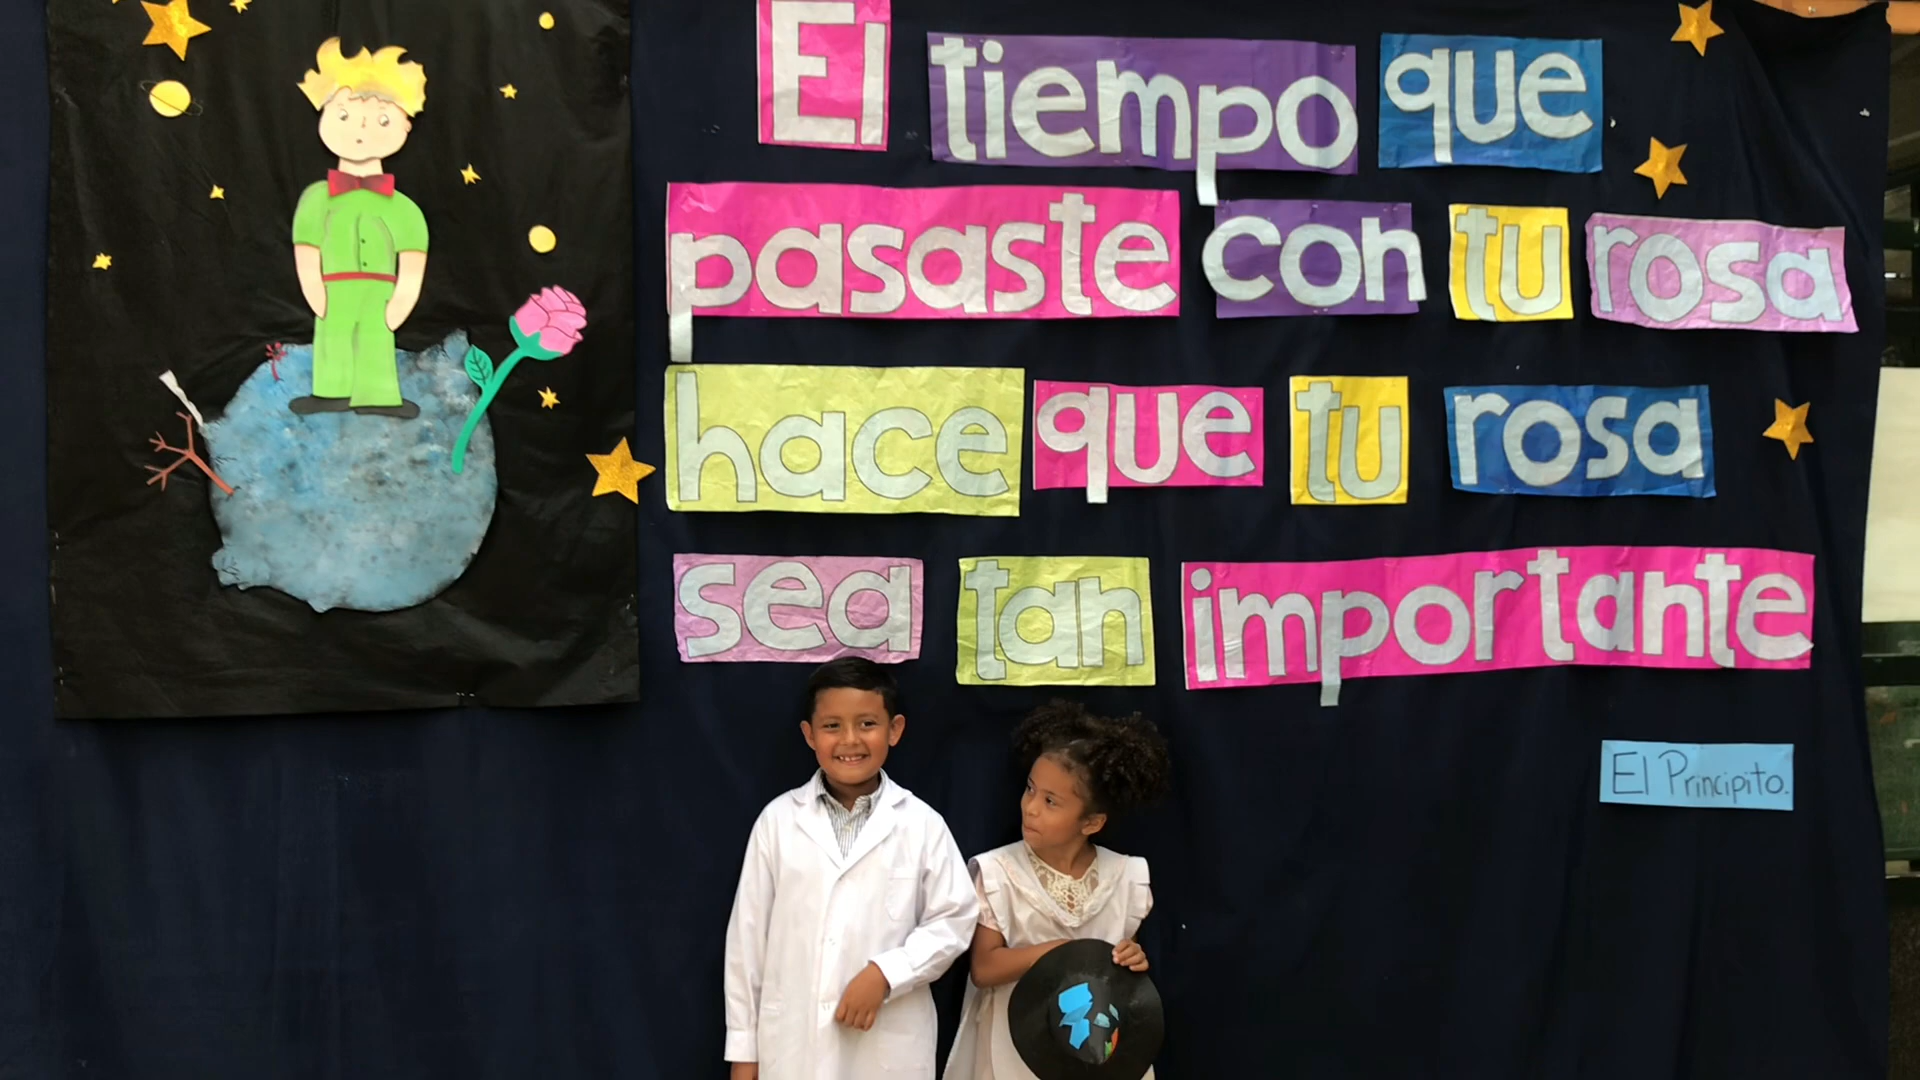 El tiempo que
pasaste con tu rosa
hace que tu rosa
sea tan importante
El Principito.